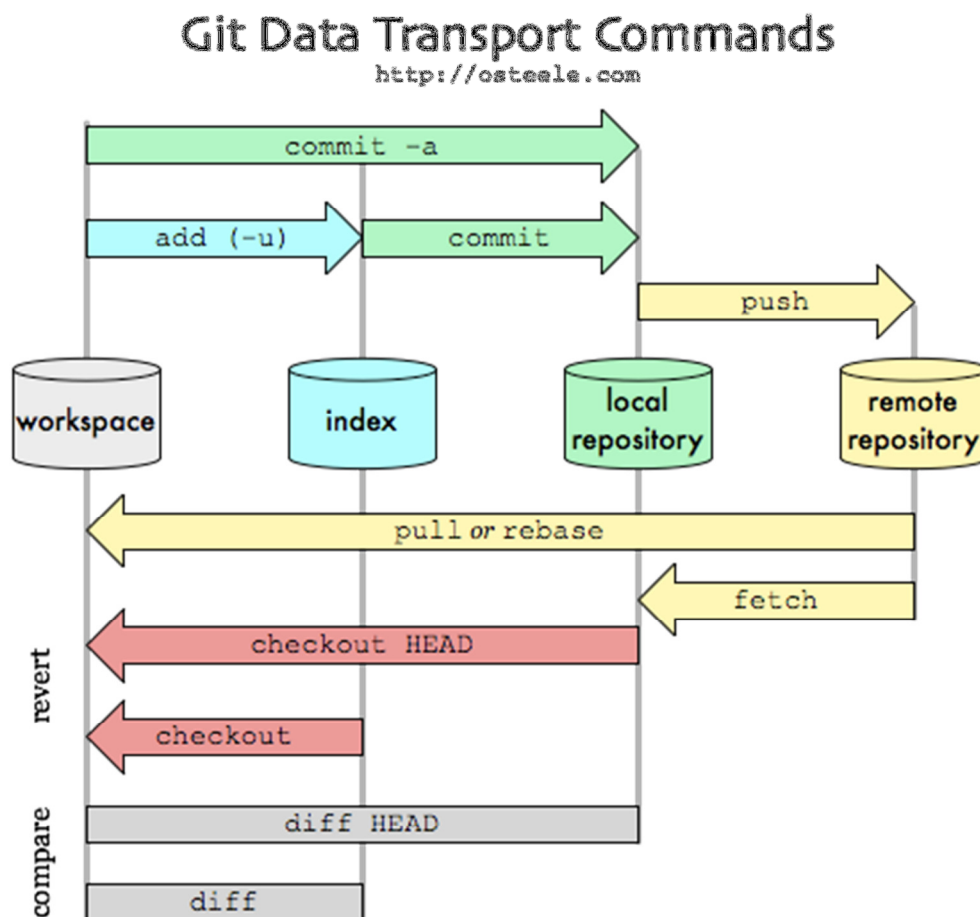 Git Data Transport Commands
http://osteele.com
commit -a
add (-u)
commit
push
workspace
index
local
repository
remote
repository
pull or rebase
fetch
revert
checkout HEAD
checkout
compare
diff HEAD
diff